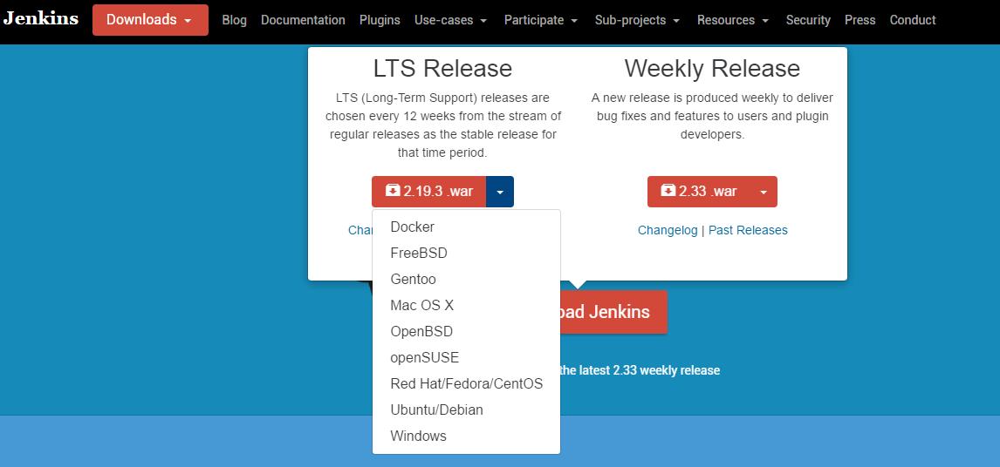 Jenkins
Downloads
Blog
Documentation
Plugins
Use-cases
Participate
Sub-projects
Resources
Security
Press
Conduct
LTS Release
LTS (Long-Term Support) releases are
chosen every 12 weeks from the stream of
regular releases as the stable release for
that time period.
2.19.3 .war
Docker
FreeBSD
Gentoo
Mac OS X
OpenBSD
openSUSE
Red Hat/Fedora/CentOS
Ubuntu/Debian
Windows
Weekly Release
A new release is produced weekly to deliver
bug fixes and features to users and plugin
developers.
2.33 .war
Changelog | Past Releases
Jenkins
the latest 2.33 weekly release